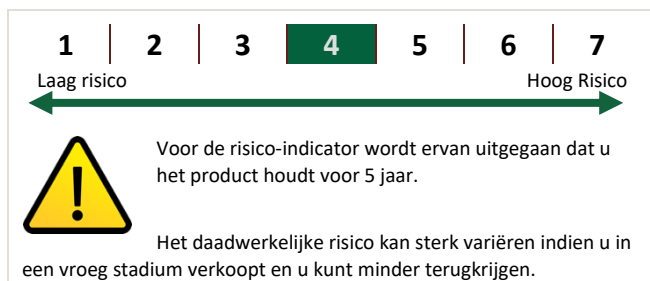 1 2 3 4 5 6 7
Laag risico Hoog Risico
Voor de risico-indicator wordt ervan uitgegaan dat u
het product houdt voor 5 jaar.
Het daadwerkelijke risico kan sterk variëren indien u in
een vroeg stadium verkoopt en u kunt minder terugkrijgen.